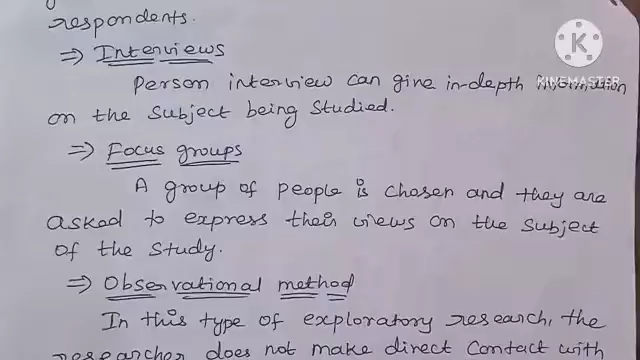 respondents.
⇒ Interviews
Person interview can give in-depth information
on the subject being studied.
⇒ Focus groups
A group of people is chosen and they are
asked to express their views on the subject
of the study.
⇒ Observational method
In this type of exploratory research, the
researcher does not make direct contact with
K
KINEMASTER